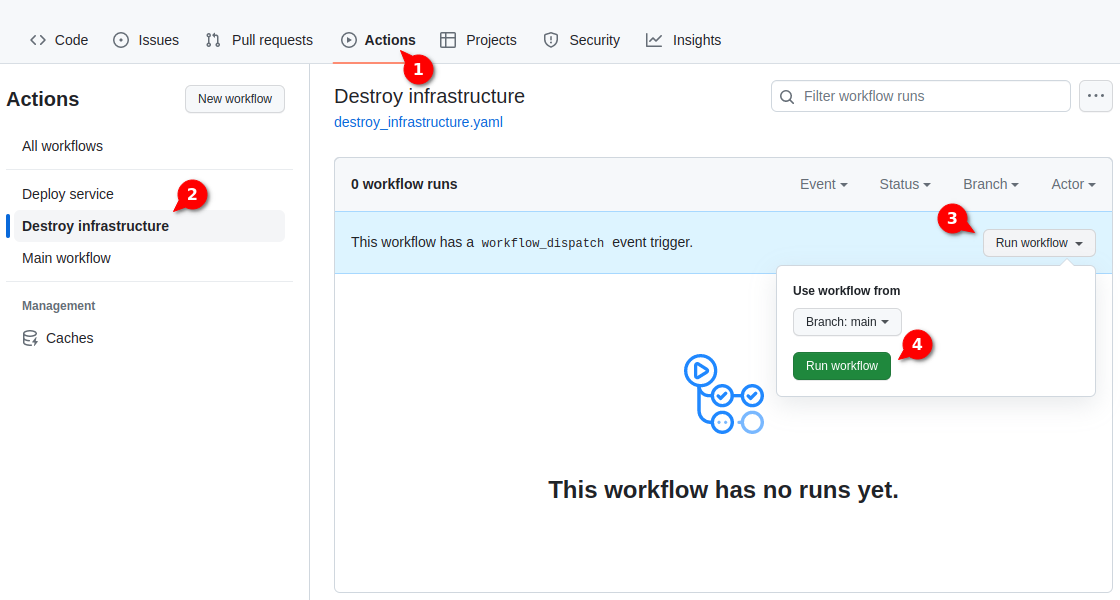 Code Issues Pull requests Actions Projects Security Insights
1
Actions New workflow
All workflows
Deploy service
2
Destroy infrastructure
Main workflow
Management
Caches
Destroy infrastructure
Filter workflow runs
destroy_infrastructure.yaml
0 workflow runs Event Status Branch Actor
3
This workflow has a workflow_dispatch event trigger. Run workflow
Use workflow from
Branch: main
4
Run workflow
This workflow has no runs yet.